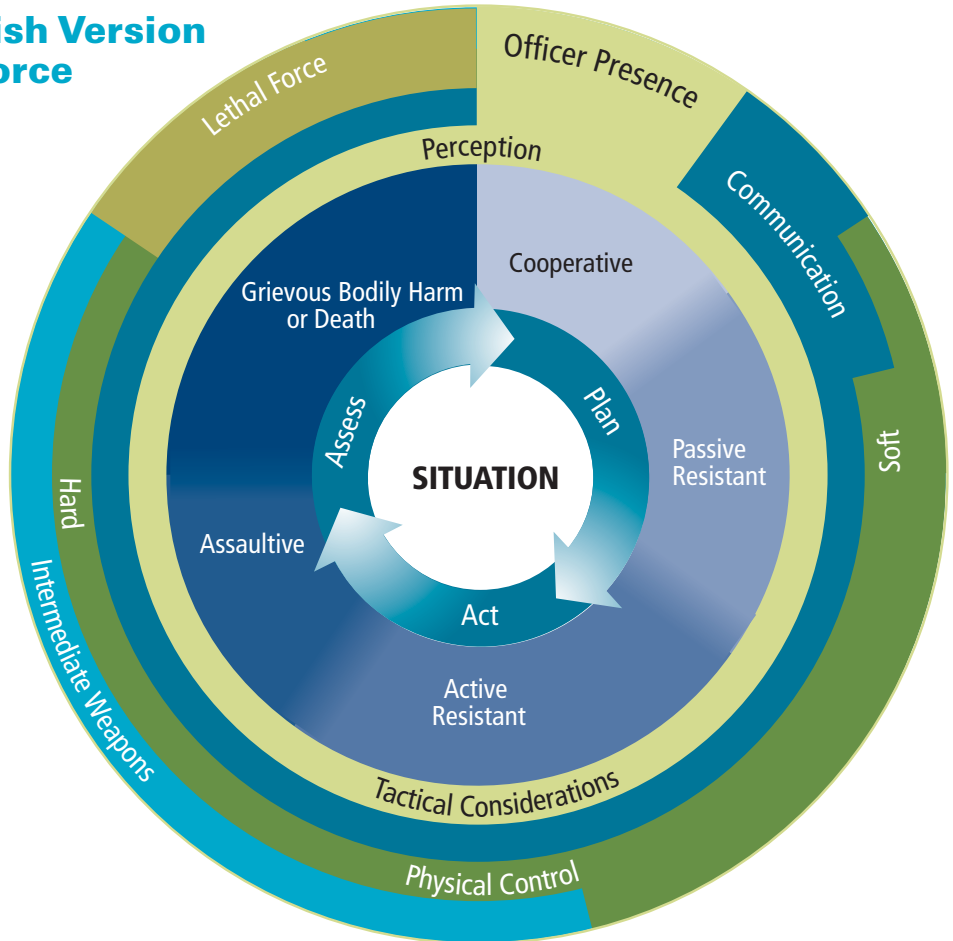 ish Version
orce
Officer Presence
Lethal Force
Perception
Communication
Cooperative
Grievous Bodily Harm
or Death
Plan
Assess
Passive
Resistant
Soft
SITUATION
Hard
Assaultive
Act
Intermediate Weapons
Active
Resistant
Tactical Considerations
Physical Control